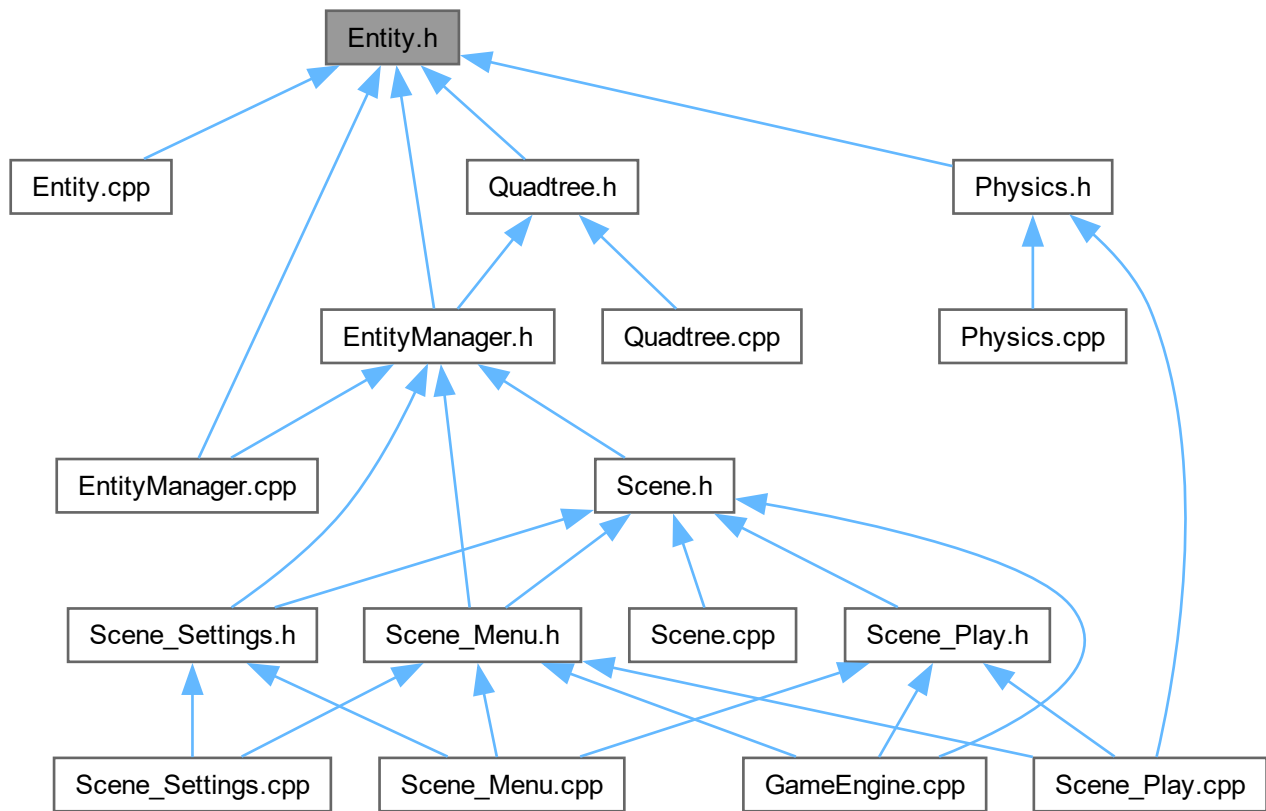 Entity.h
Entity.cpp
Quadtree.h
Physics.h
EntityManager.h
Quadtree.cpp
Physics.cpp
EntityManager.cpp
Scene.h
Scene_Settings.h
Scene_Menu.h
Scene.cpp
Scene_Play.h
Scene_Settings.cpp
Scene_Menu.cpp
GameEngine.cpp
Scene_Play.cpp